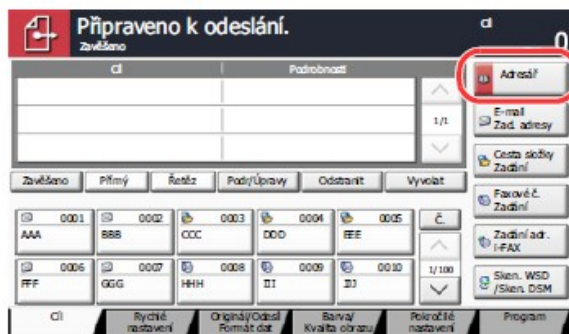 Připraveno k odeslání.
Zavěšeno
Cíl
0
Cíl
Podrobnosti
1/1
Adresář
E-mail
Zad. adresy
Cesta složky
Zadání
Faxové č.
Zadání
Zadání adr.
i-FAX
Sken. WSD
/Sken. DSM
Zavěšeno
Přímý
Řetěz
Podr/Úpravy
Odstranit
Vyvolat
0001
AAA
0002
BBB
0003
CCC
0004
DDD
0005
EEE
Č.
0006
FFF
0007
GGG
0008
HHH
0009
III
0010
JJJ
1/100
Cíl
Rychlé
nastavení
Originál/Odesíl
Formát dat
Barva/
Kvalita obrazu
Pokročilé
nastavení
Program